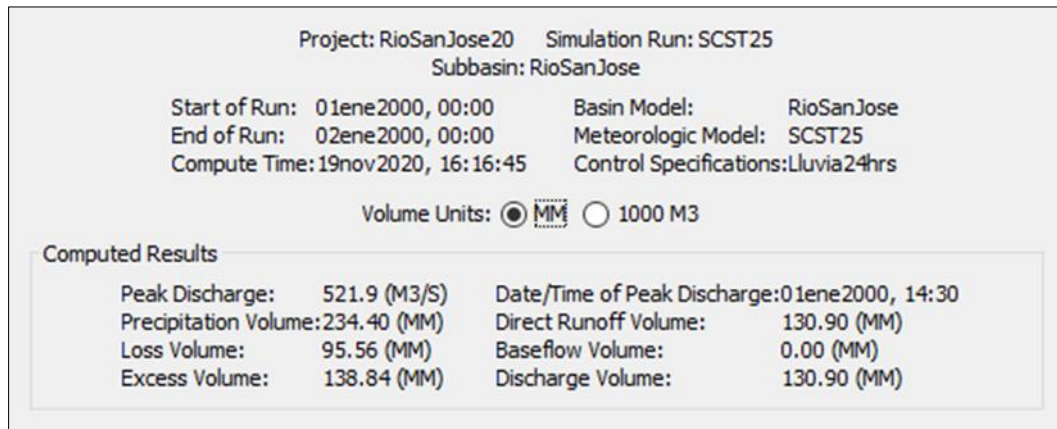 Project: RioSanJose20 Simulation Run: SCST25
Subbasin: RioSanJose
Start of Run: 01ene2000, 00:00 Basin Model: RioSanJose
End of Run: 02ene2000, 00:00 Meteorologic Model: SCST25
Compute Time:19nov2020, 16:16:45 Control Specifications:Lluvia24hrs
Volume Units: MM 1000 M3
Computed Results
Peak Discharge: 521.9 (M3/S) Date/Time of Peak Discharge:01ene2000, 14:30
Precipitation Volume:234.40 (MM) Direct Runoff Volume: 130.90 (MM)
Loss Volume: 95.56 (MM) Baseflow Volume: 0.00 (MM)
Excess Volume: 138.84 (MM) Discharge Volume: 130.90 (MM)